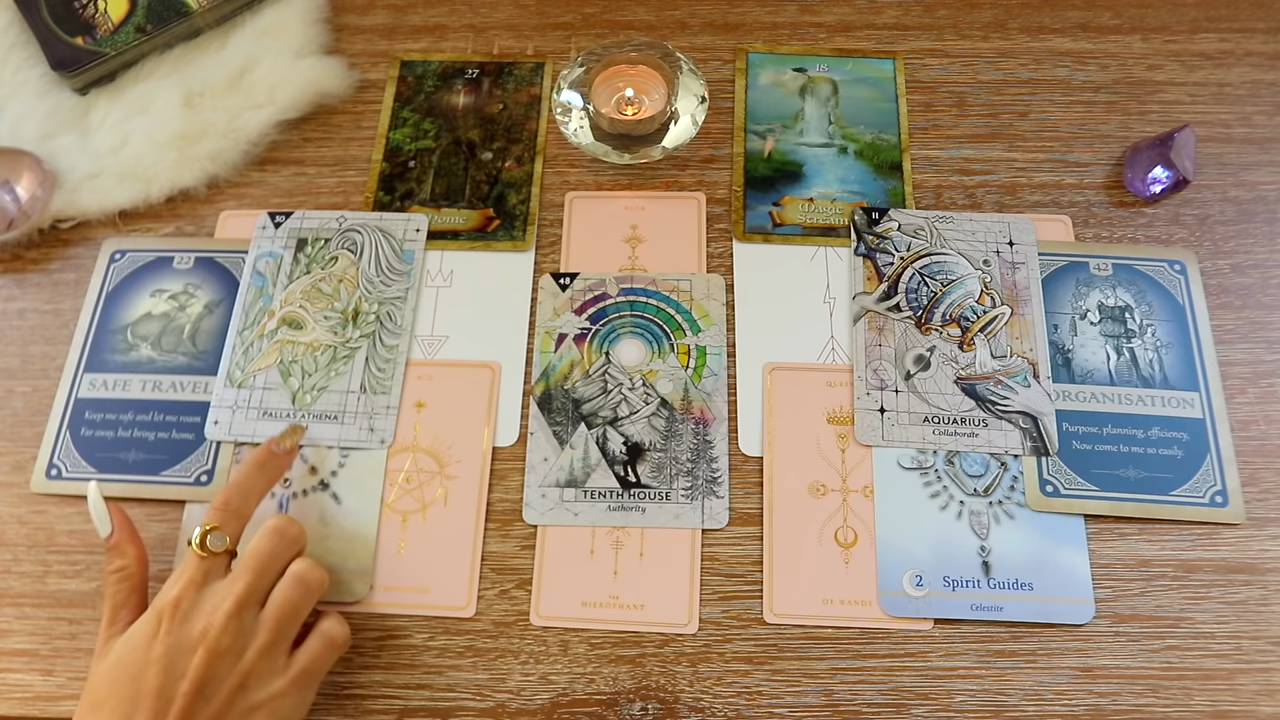 27
Home
18
Magic
Stream
22
SAFE TRAVEL
Keep me safe and let me roam
Far away, but bring me home.
50
PALLAS ATHENA
48
TENTH HOUSE
Authority
THE
HIEROPHANT
11
AQUARIUS
Collaborate
QUEEN
OF WANDS
42
ORGANISATION
Purpose, planning, efficiency,
Now come to me so easily.
2 Spirit Guides
Celestite